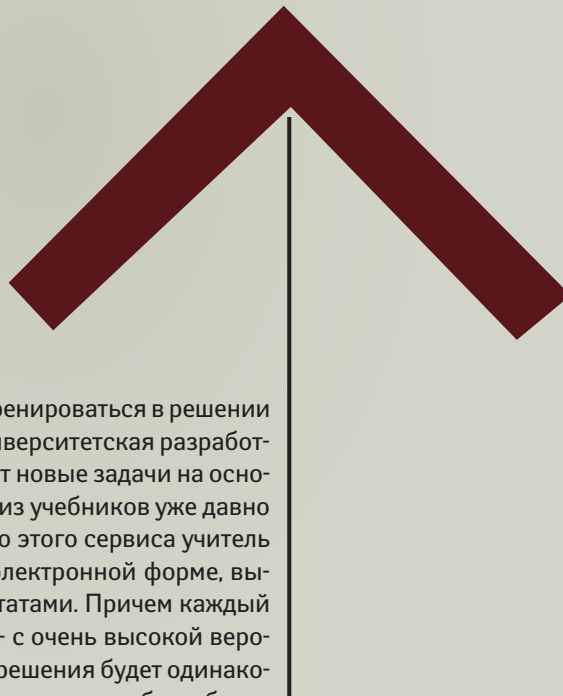 ренироваться в решении
иверситетская разработ-
т новые задачи на осно-
из учебников уже давно
о этого сервиса учитель
лектронной форме, вы-
татами. Причем каждый
– с очень высокой веро-
решения будет одинако-